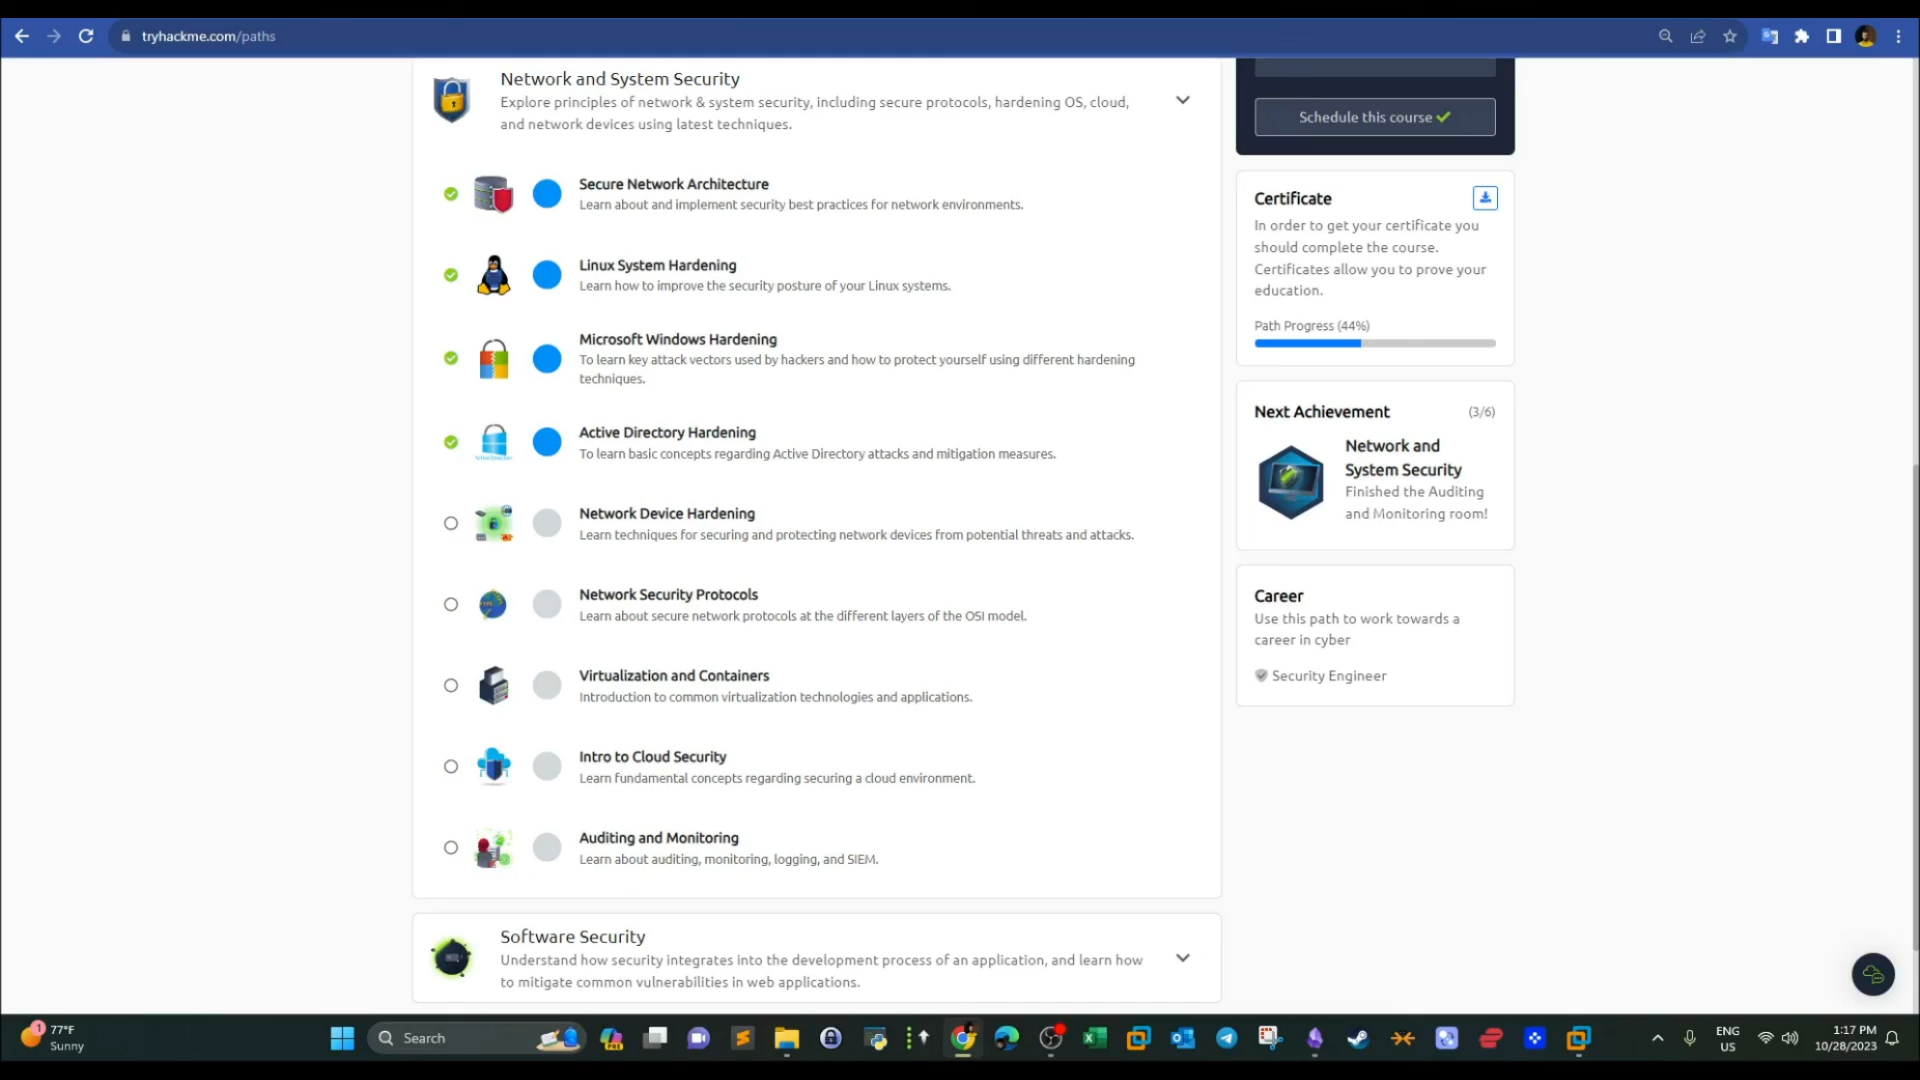 tryhackme.com/paths
Network and System Security
Explore principles of network & system security, including secure protocols, hardening OS, cloud,
and network devices using latest techniques.
Secure Network Architecture
Learn about and implement security best practices for network environments.
Linux System Hardening
Learn how to improve the security posture of your Linux systems.
Microsoft Windows Hardening
To learn key attack vectors used by hackers and how to protect yourself using different hardening
techniques.
Active Directory Hardening
To learn basic concepts regarding Active Directory attacks and mitigation measures.
Network Device Hardening
Learn techniques for securing and protecting network devices from potential threats and attacks.
Network Security Protocols
Learn about secure network protocols at the different layers of the OSI model.
Virtualization and Containers
Introduction to common virtualization technologies and applications.
Intro to Cloud Security
Learn fundamental concepts regarding securing a cloud environment.
Auditing and Monitoring
Learn about auditing, monitoring, logging, and SIEM.
Software Security
Understand how security integrates into the development process of an application, and learn how
to mitigate common vulnerabilities in web applications.
Schedule this course
Certificate
In order to get your certificate you
should complete the course.
Certificates allow you to prove your
education.
Path Progress (44%)
Next Achievement (3/6)
Network and
System Security
Finished the Auditing
and Monitoring room!
Career
Use this path to work towards a
career in cyber
Security Engineer
1
77°F
Sunny
Search
ENG
US
1:17 PM
10/28/2023